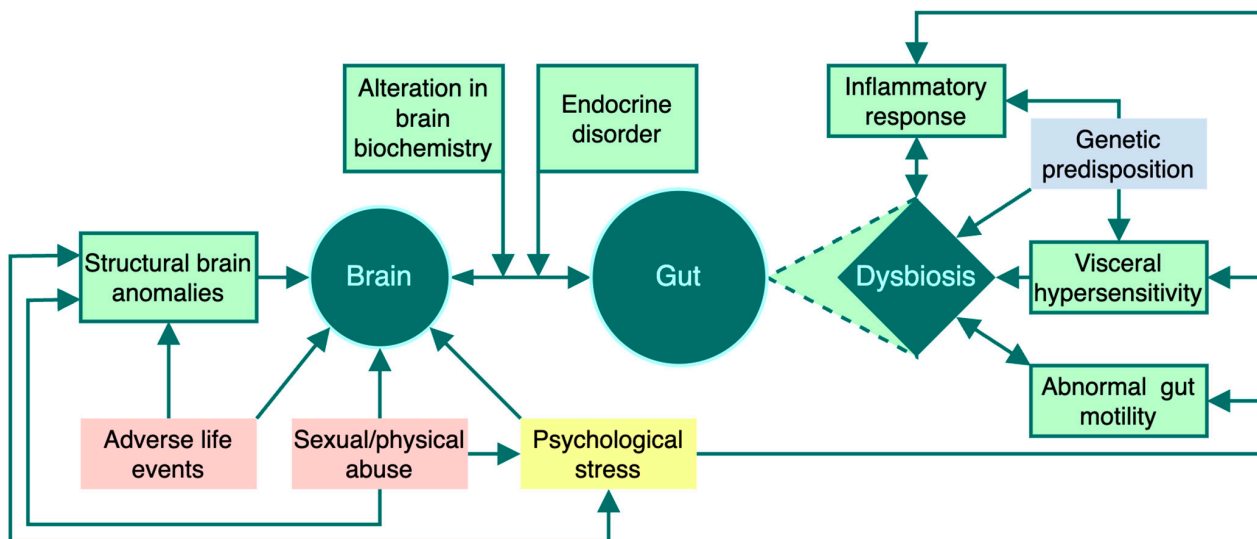 Alteration in
brain
biochemistry
Endocrine
disorder
Inflammatory
response
Genetic
predisposition
Structural brain
anomalies
Brain
Gut
Dysbiosis
Visceral
hypersensitivity
Abnormal gut
motility
Adverse life
events
Sexual/physical
abuse
Psychological
stress